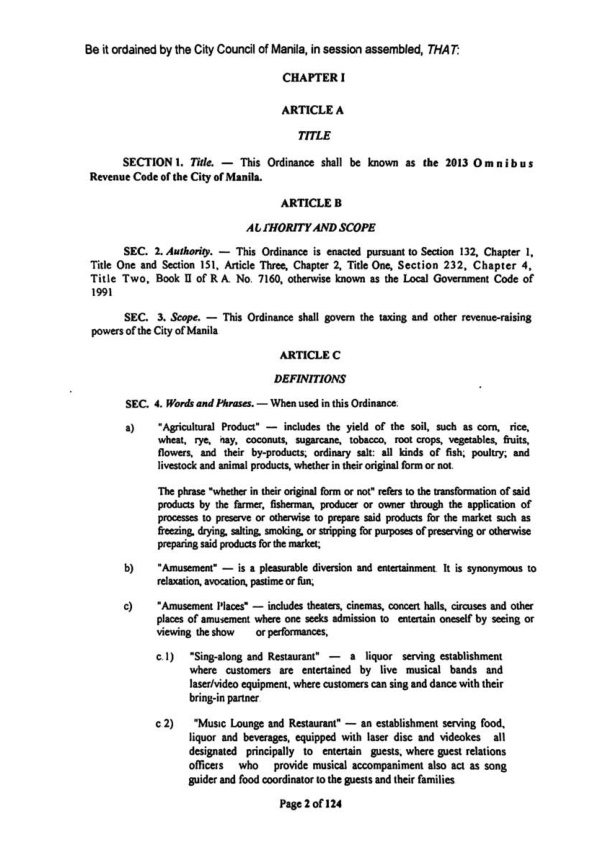 Be it ordained by the City Council of Manila, in session assembled, THAT:
CHAPTER I
ARTICLE A
TITLE
SECTION 1. Title. — This Ordinance shall be known as the 2013 Omnibus
Revenue Code of the City of Manila.
ARTICLE B
AUTHORITY AND SCOPE
SEC. 2. Authority. — This Ordinance is enacted pursuant to Section 132, Chapter 1,
Title One and Section 151, Article Three, Chapter 2, Title One, Section 232, Chapter 4,
Title Two, Book II of R A. No. 7160, otherwise known as the Local Government Code of
1991
SEC. 3. Scope. — This Ordinance shall govern the taxing and other revenue-raising
powers of the City of Manila
ARTICLE C
DEFINITIONS
SEC. 4. Words and Phrases. — When used in this Ordinance:
a) "Agricultural Product" — includes the yield of the soil, such as corn, rice,
wheat, rye, hay, coconuts, sugarcane, tobacco, root crops, vegetables, fruits,
flowers, and their by-products; ordinary salt: all kinds of fish; poultry; and
livestock and animal products, whether in their original form or not.
The phrase "whether in their original form or not" refers to the transformation of said
products by the farmer, fisherman, producer or owner through the application of
processes to preserve or otherwise to prepare said products for the market such as
freezing, drying, salting, smoking, or stripping for purposes of preserving or otherwise
preparing said products for the market;
b) "Amusement" — is a pleasurable diversion and entertainment. It is synonymous to
relaxation, avocation, pastime or fun;
c) "Amusement Places" — includes theaters, cinemas, concert halls, circuses and other
places of amusement where one seeks admission to entertain oneself by seeing or
viewing the show or performances;
c.1) "Sing-along and Restaurant" — a liquor serving establishment
where customers are entertained by live musical bands and
laser/video equipment, where customers can sing and dance with their
bring-in partner.
c 2) "Music Lounge and Restaurant" — an establishment serving food,
liquor and beverages, equipped with laser disc and videokes all
designated principally to entertain guests, where guest relations
officers who provide musical accompaniment also act as song
guider and food coordinator to the guests and their families
Page 2 of 124